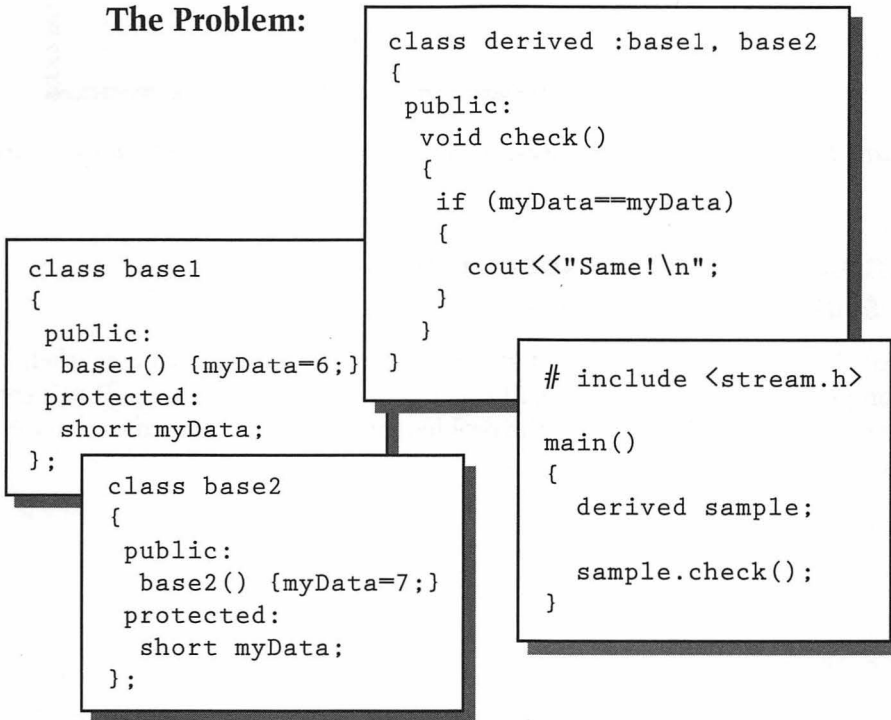 The Problem:
class derived :base1, base2
{
public:
void check()
{
if (myData==myData)
{
cout<<"Same!\n";
}
}
}
class base1
{
public:
base1() {myData=6;}
protected:
short myData;
};
class base2
{
public:
base2() {myData=7;}
protected:
short myData;
};
# include <stream.h>
main()
{
derived sample;
sample.check();
}